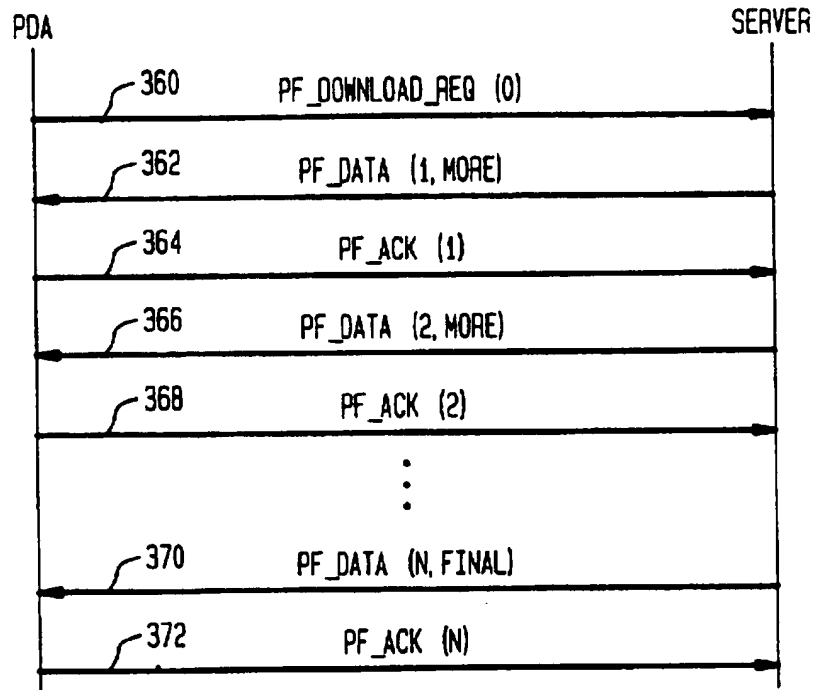 PDA
SERVER
360
PF_DOWNLOAD_REQ (0)
362
PF_DATA (1, MORE)
364
PF_ACK (1)
366
PF_DATA (2, MORE)
368
PF_ACK (2)
370
PF_DATA (N, FINAL)
372
PF_ACK (N)